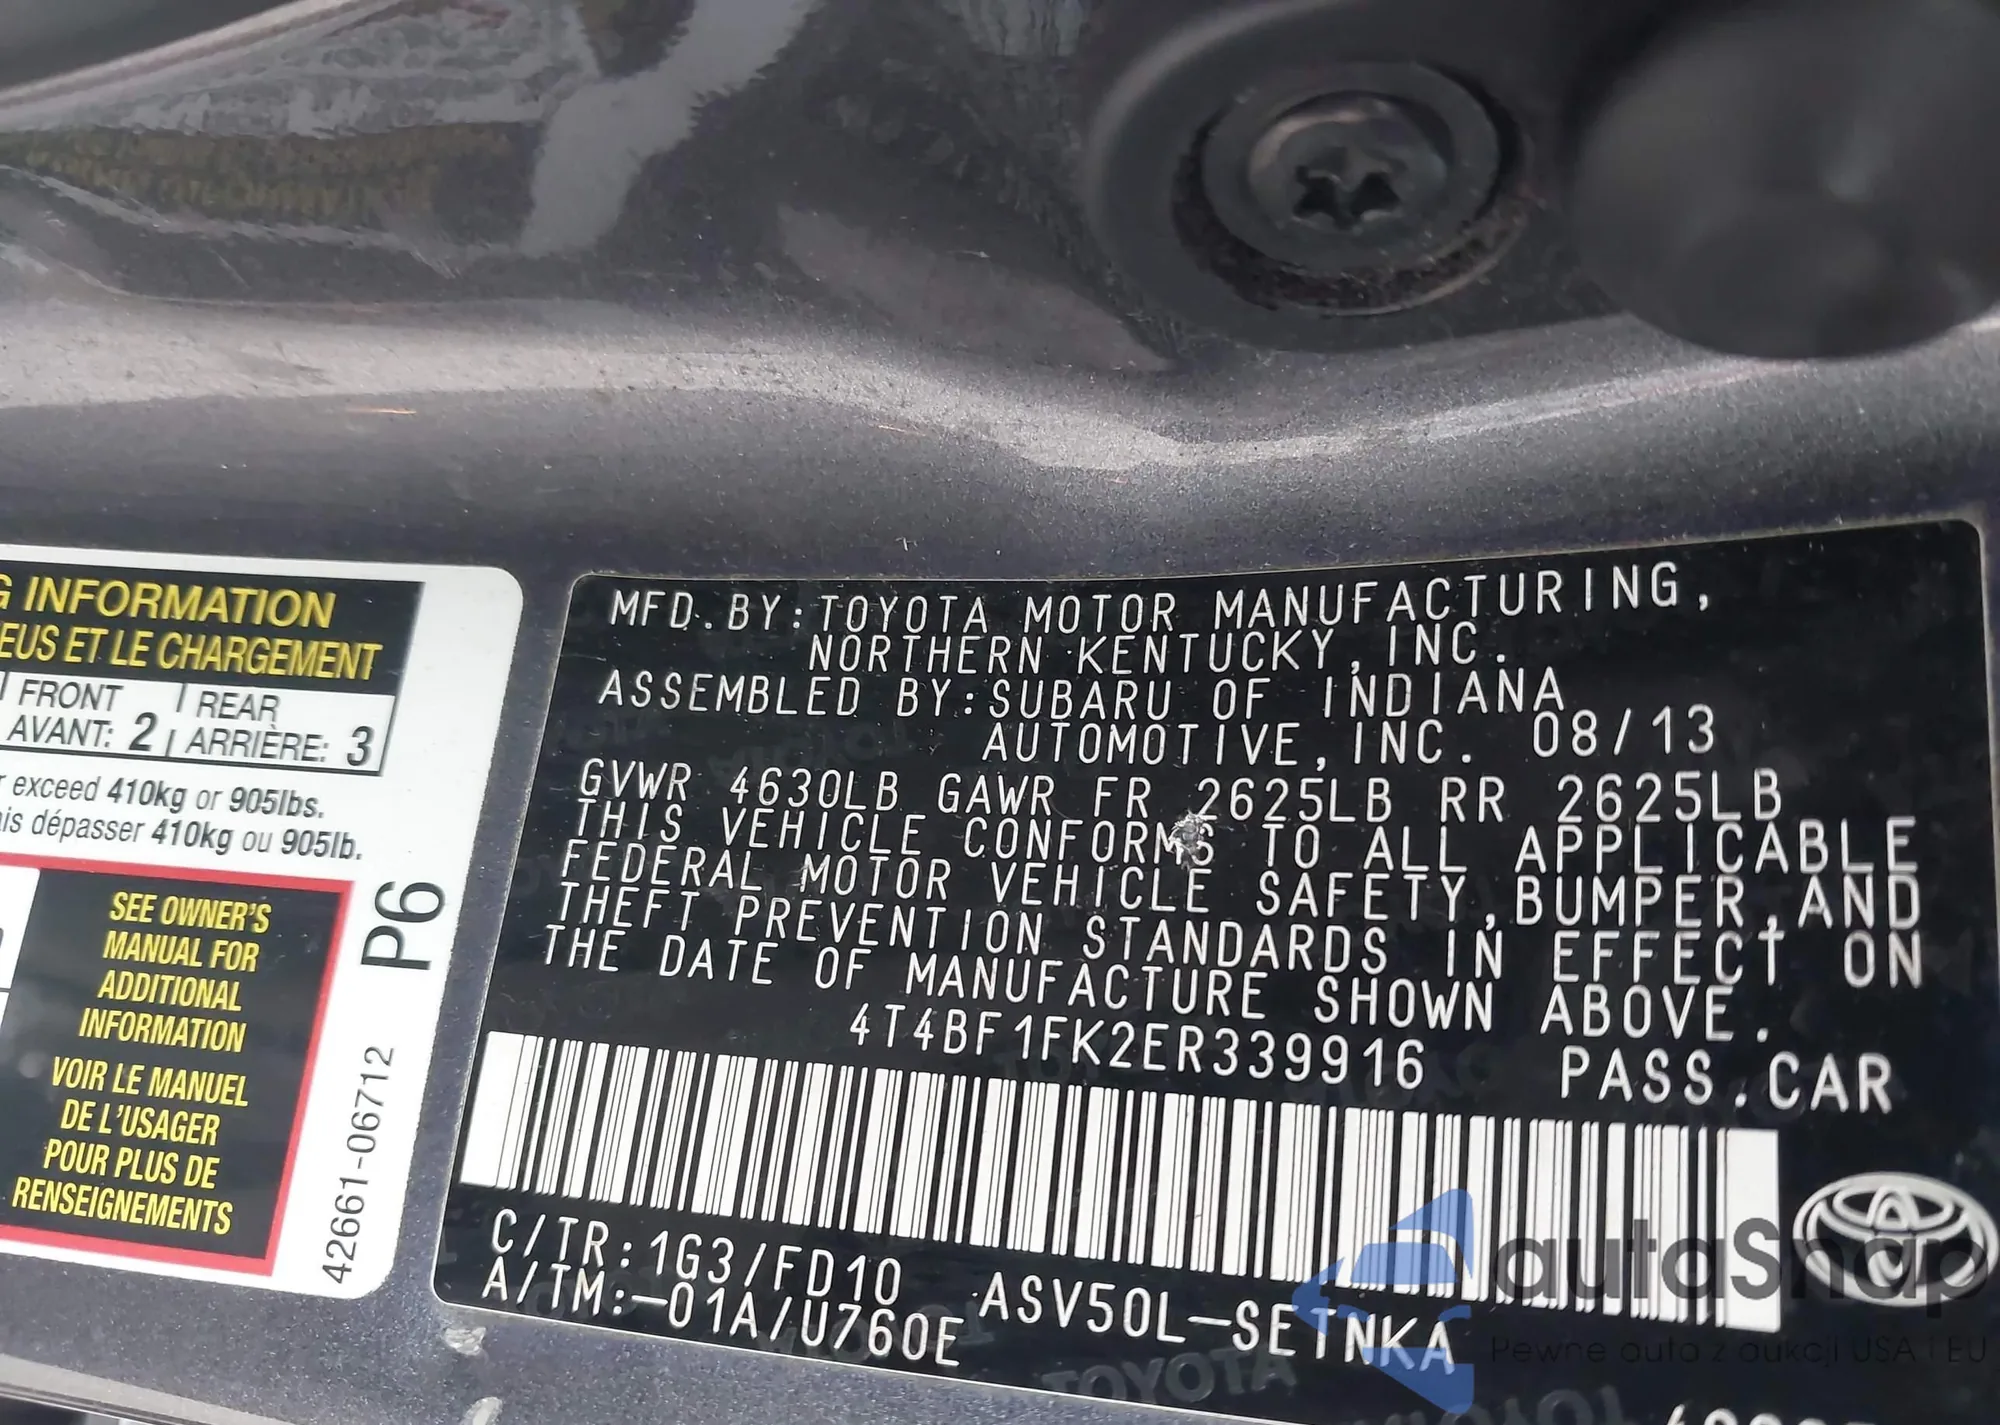 G INFORMATION
EUS ET LE CHARGEMENT
FRONT REAR
AVANT: 2 ARRIÈRE: 3
r exceed 410kg or 905lbs.
is dépasser 410kg ou 905lb.
SEE OWNER'S
MANUAL FOR
ADDITIONAL
INFORMATION
VOIR LE MANUEL
DE L'USAGER
POUR PLUS DE
RENSEIGNEMENTS
P6
42661-06712
MFD. BY: TOYOTA MOTOR MANUFACTURING,
NORTHERN KENTUCKY, INC.
ASSEMBLED BY: SUBARU OF INDIANA
AUTOMOTIVE, INC. 08/13
GVWR 4630LB GAWR FR 2625LB RR 2625LB
THIS VEHICLE CONFORMS TO ALL APPLICABLE
FEDERAL MOTOR VEHICLE SAFETY, BUMPER, AND
THEFT PREVENTION STANDARDS IN EFFECT ON
THE DATE OF MANUFACTURE SHOWN ABOVE.
4T4BF1FK2ER339916 PASS.CAR
C/TR: 1G3/FD10 ASV50L-SETNKA
A/TM:-01A/U760E
autaSnap
Pewne auta z aukcji USA i EU
TOYOTA